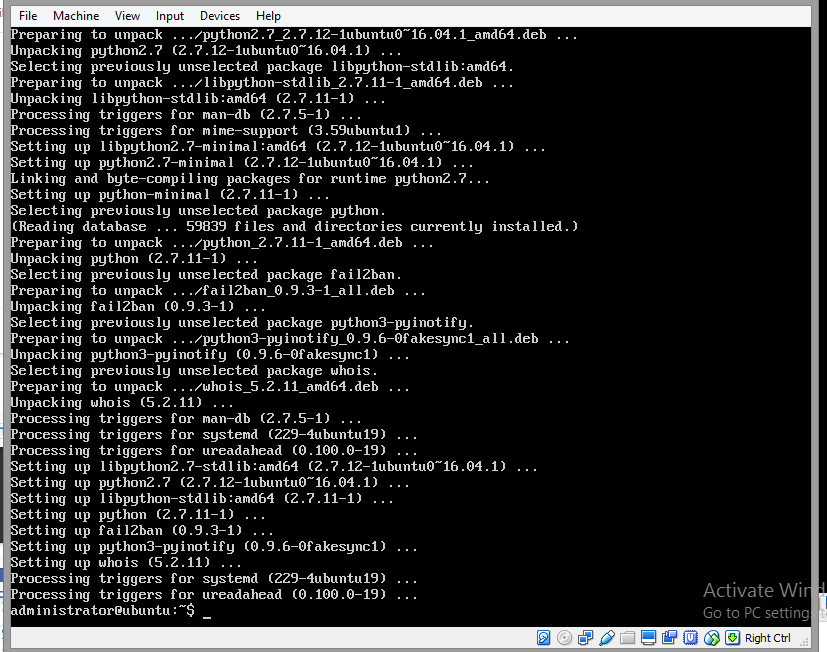 File Machine View Input Devices Help
Preparing to unpack .../python2.7_2.7.12-1ubuntu0~16.04.1_amd64.deb ...
Unpacking python2.7 (2.7.12-1ubuntu0~16.04.1) ...
Selecting previously unselected package libpython-stdlib:amd64.
Preparing to unpack .../libpython-stdlib_2.7.11-1_amd64.deb ...
Unpacking libpython-stdlib:amd64 (2.7.11-1) ...
Processing triggers for man-db (2.7.5-1) ...
Processing triggers for mime-support (3.59ubuntu1) ...
Setting up libpython2.7-minimal:amd64 (2.7.12-1ubuntu0~16.04.1) ...
Setting up python2.7-minimal (2.7.12-1ubuntu0~16.04.1) ...
Linking and byte-compiling packages for runtime python2.7...
Setting up python-minimal (2.7.11-1) ...
Selecting previously unselected package python.
(Reading database ... 59839 files and directories currently installed.)
Preparing to unpack .../python_2.7.11-1_amd64.deb ...
Unpacking python (2.7.11-1) ...
Selecting previously unselected package fail2ban.
Preparing to unpack .../fail2ban_0.9.3-1_all.deb ...
Unpacking fail2ban (0.9.3-1) ...
Selecting previously unselected package python3-pyinotify.
Preparing to unpack .../python3-pyinotify_0.9.6-0fakesync1_all.deb ...
Unpacking python3-pyinotify (0.9.6-0fakesync1) ...
Selecting previously unselected package whois.
Preparing to unpack .../whois_5.2.11_amd64.deb ...
Unpacking whois (5.2.11) ...
Processing triggers for man-db (2.7.5-1) ...
Processing triggers for systemd (229-4ubuntu19) ...
Processing triggers for ureadahead (0.100.0-19) ...
Setting up libpython2.7-stdlib:amd64 (2.7.12-1ubuntu0~16.04.1) ...
Setting up python2.7 (2.7.12-1ubuntu0~16.04.1) ...
Setting up libpython-stdlib:amd64 (2.7.11-1) ...
Setting up python (2.7.11-1) ...
Setting up fail2ban (0.9.3-1) ...
Setting up python3-pyinotify (0.9.6-0fakesync1) ...
Setting up whois (5.2.11) ...
Processing triggers for systemd (229-4ubuntu19) ...
Processing triggers for ureadahead (0.100.0-19) ...
administrator@ubuntu:~$ _
Activate Wind
Go to PC settings t
Right Ctrl